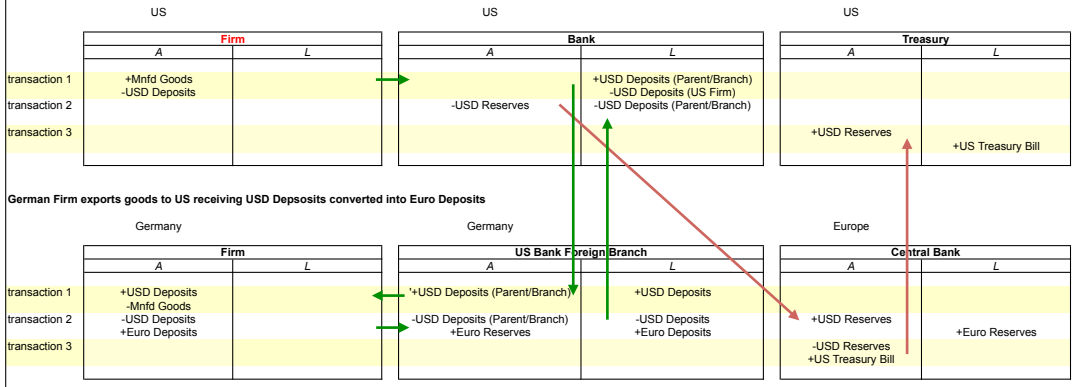 US US US
Firm Bank Treasury
A L A L A L
transaction 1 +Mnfd Goods +USD Deposits (Parent/Branch)
-USD Deposits -USD Deposits (US Firm)
transaction 2 -USD Reserves -USD Deposits (Parent/Branch)
transaction 3 +USD Reserves
+US Treasury Bill
German Firm exports goods to US receiving USD Depsosits converted into Euro Deposits
Germany Germany Europe
Firm US Bank Foreign Branch Central Bank
A L A L A L
transaction 1 +USD Deposits '+USD Deposits (Parent/Branch) +USD Deposits
-Mnfd Goods
transaction 2 -USD Deposits -USD Deposits (Parent/Branch) -USD Deposits +USD Reserves
+Euro Deposits +Euro Reserves +Euro Deposits +Euro Reserves
transaction 3 -USD Reserves
+US Treasury Bill